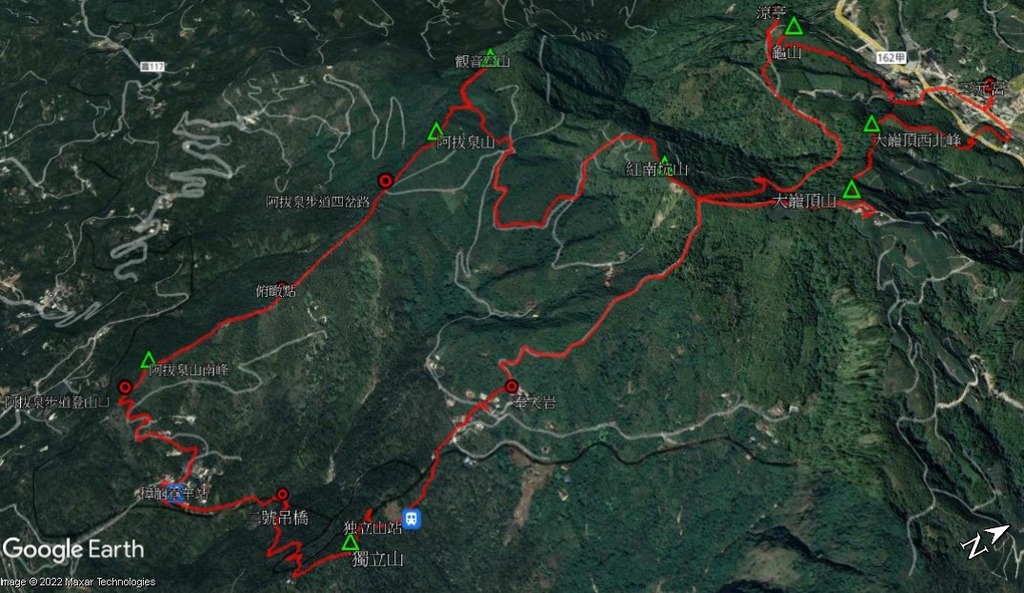 涼亭
龜山
162甲
三元宮
觀音石山
嘉117
阿拔泉山
大巃頂西北峰
紅南坑山
大巃頂山
阿拔泉步道四岔路
俯瞰點
阿拔泉山南峰
阿拔泉步道登山口
奉天岩
樟腦寮車站
號吊橋
独立山站
獨立山
Google Earth
Image © 2022 Maxar Technologies
N